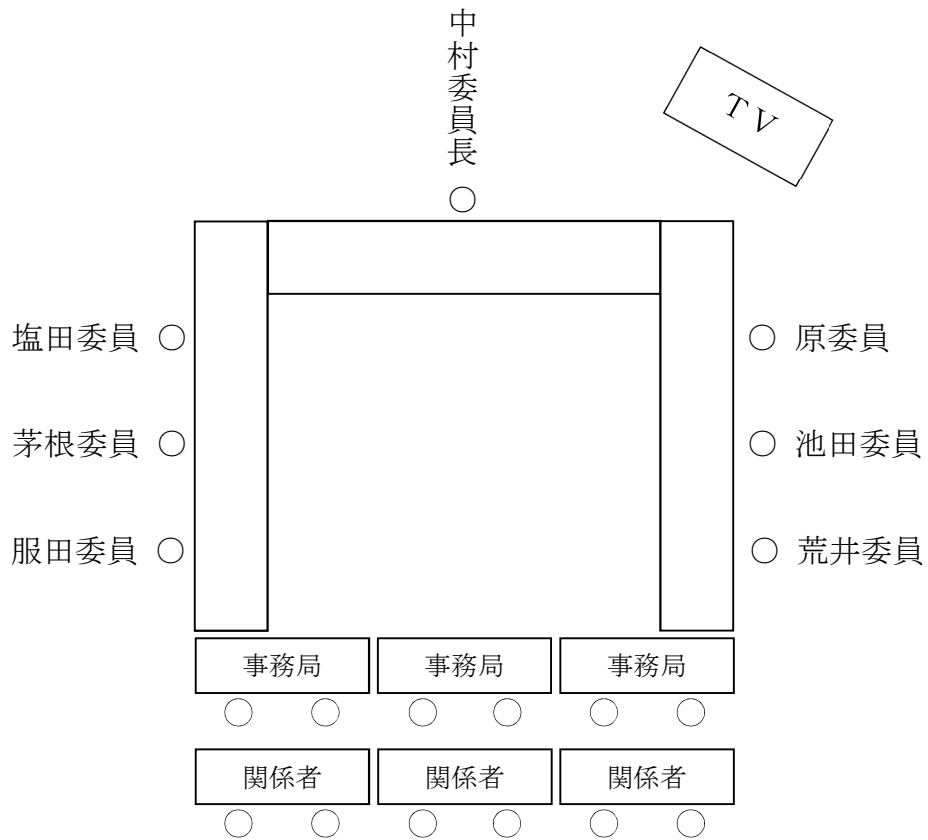 中村委員長
TV
塩田委員 ○ ○ 原委員
茅根委員 ○ ○ 池田委員
服田委員 ○ ○ 荒井委員
事務局 事務局 事務局
関係者 関係者 関係者